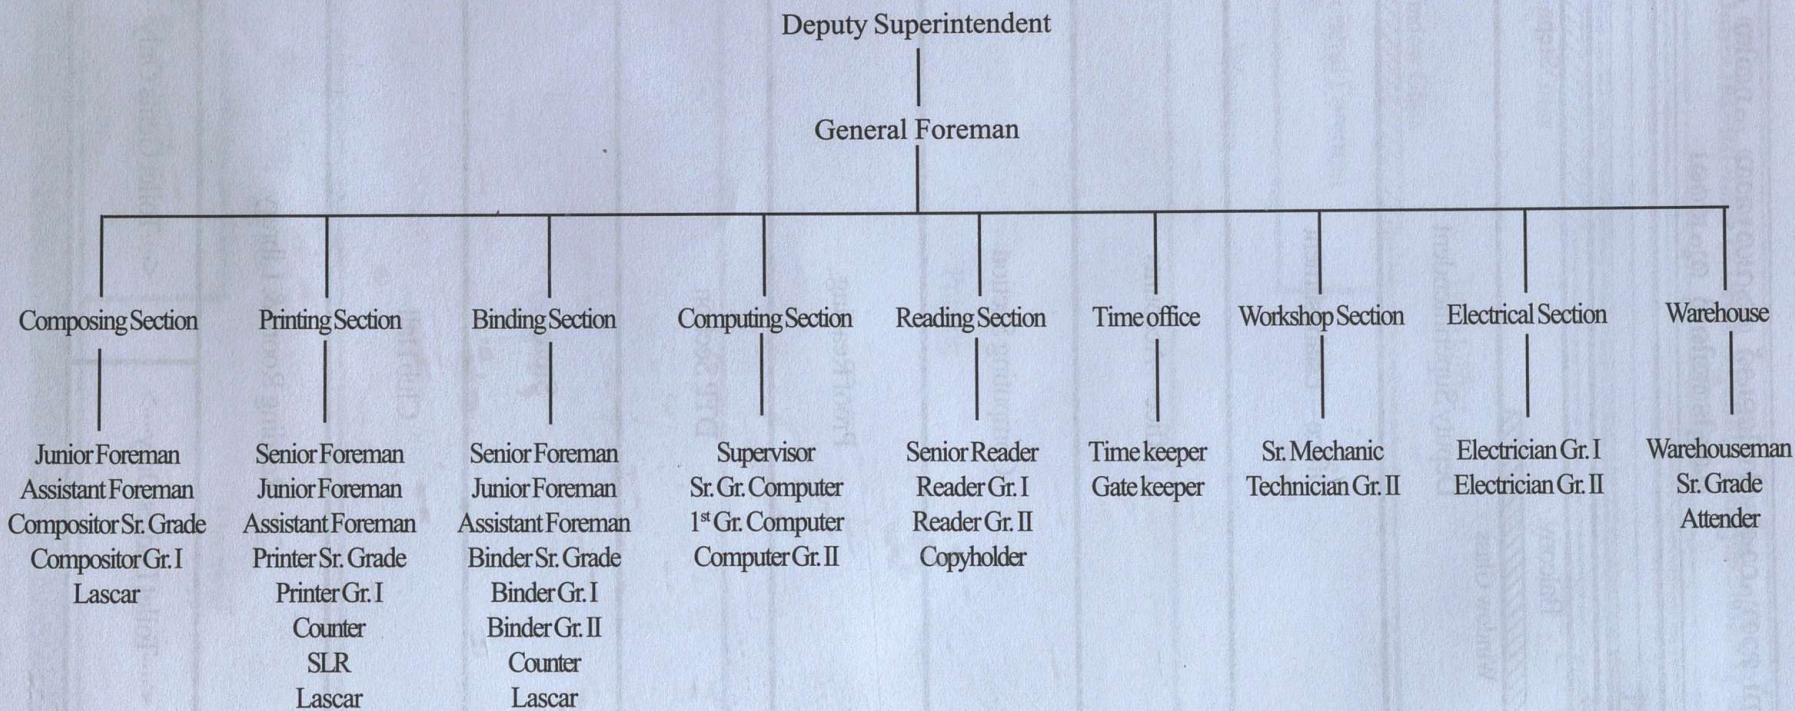 Deputy Superintendent
General Foreman
Composing Section
Printing Section
Binding Section
Computing Section
Reading Section
Time office
Workshop Section
Electrical Section
Warehouse
Junior Foreman
Assistant Foreman
Compositor Sr. Grade
Compositor Gr. I
Lascar
Senior Foreman
Junior Foreman
Assistant Foreman
Printer Sr. Grade
Printer Gr. I
Counter
SLR
Lascar
Senior Foreman
Junior Foreman
Assistant Foreman
Binder Sr. Grade
Binder Gr. I
Binder Gr. II
Counter
Lascar
Supervisor
Sr. Gr. Computer
1st Gr. Computer
Computer Gr. II
Senior Reader
Reader Gr. I
Reader Gr. II
Copyholder
Time keeper
Gate keeper
Sr. Mechanic
Technician Gr. II
Electrician Gr. I
Electrician Gr. II
Warehouseman
Sr. Grade
Attender